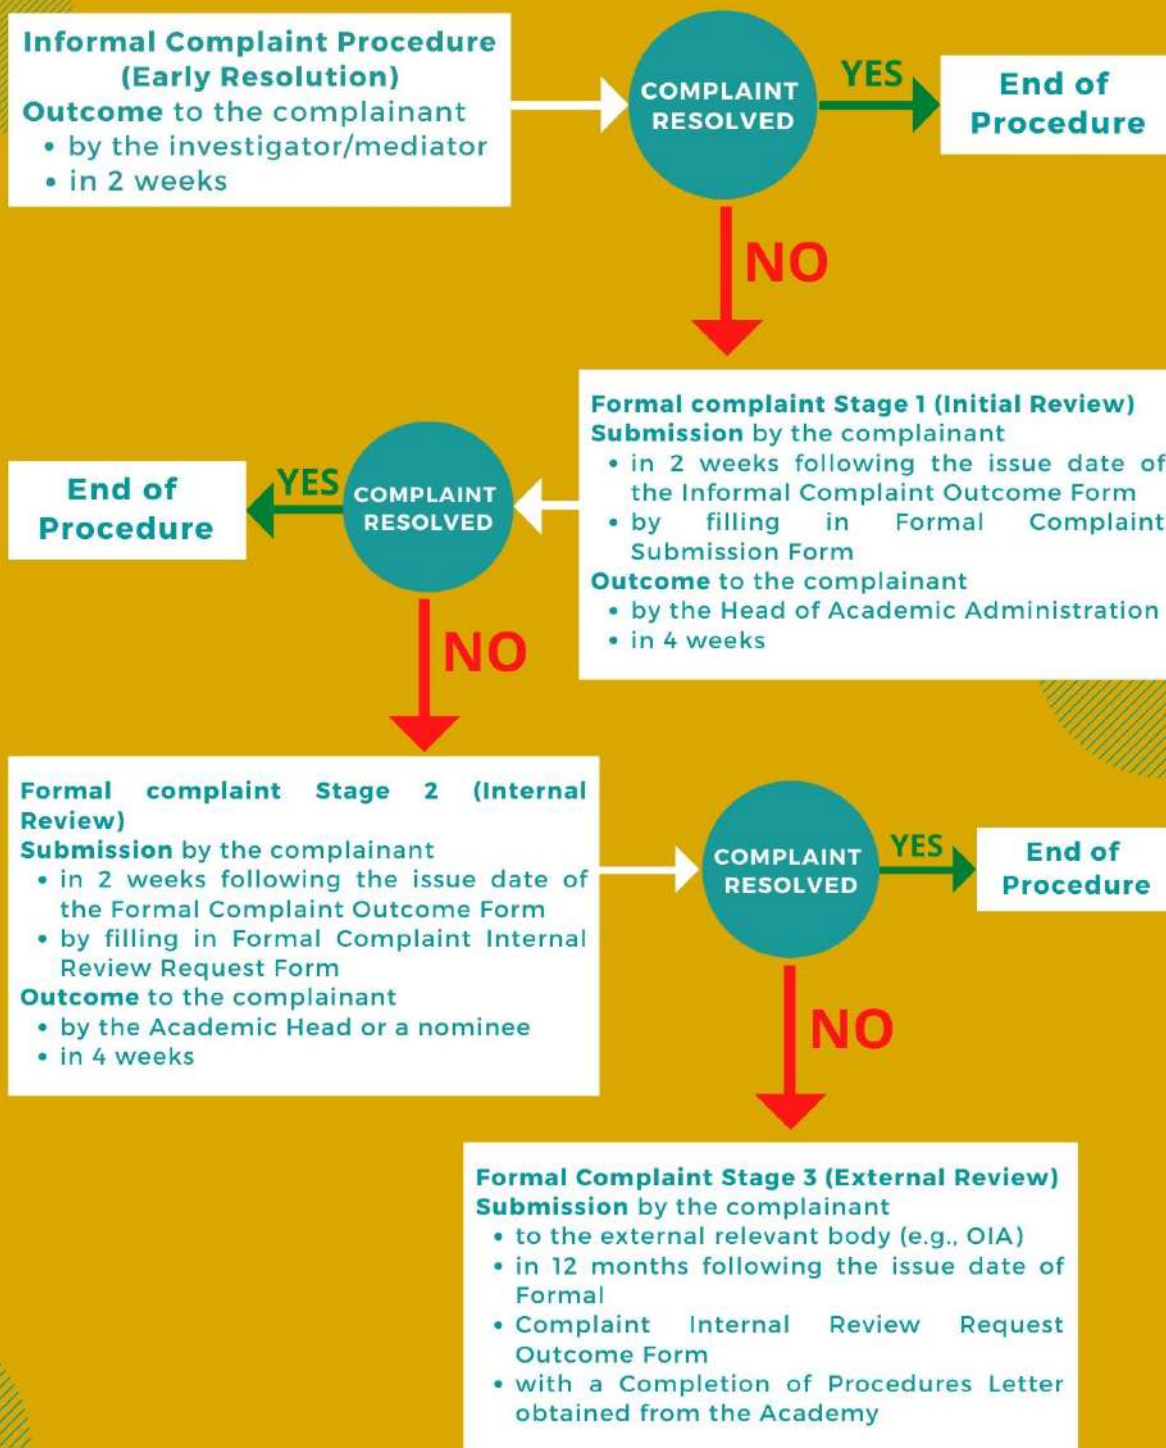 Informal Complaint Procedure
(Early Resolution)
Outcome to the complainant
• by the investigator/mediator
• in 2 weeks
COMPLAINT
RESOLVED
YES
End of
Procedure
NO
Formal complaint Stage 1 (Initial Review)
Submission by the complainant
• in 2 weeks following the issue date of
the Informal Complaint Outcome Form
• by filling in Formal Complaint
Submission Form
Outcome to the complainant
• by the Head of Academic Administration
• in 4 weeks
COMPLAINT
RESOLVED
YES
End of
Procedure
NO
Formal complaint Stage 2 (Internal
Review)
Submission by the complainant
• in 2 weeks following the issue date of
the Formal Complaint Outcome Form
• by filling in Formal Complaint Internal
Review Request Form
Outcome to the complainant
• by the Academic Head or a nominee
• in 4 weeks
COMPLAINT
RESOLVED
YES
End of
Procedure
NO
Formal Complaint Stage 3 (External Review)
Submission by the complainant
• to the external relevant body (e.g., OIA)
• in 12 months following the issue date of
Formal
• Complaint Internal Review Request
Outcome Form
• with a Completion of Procedures Letter
obtained from the Academy